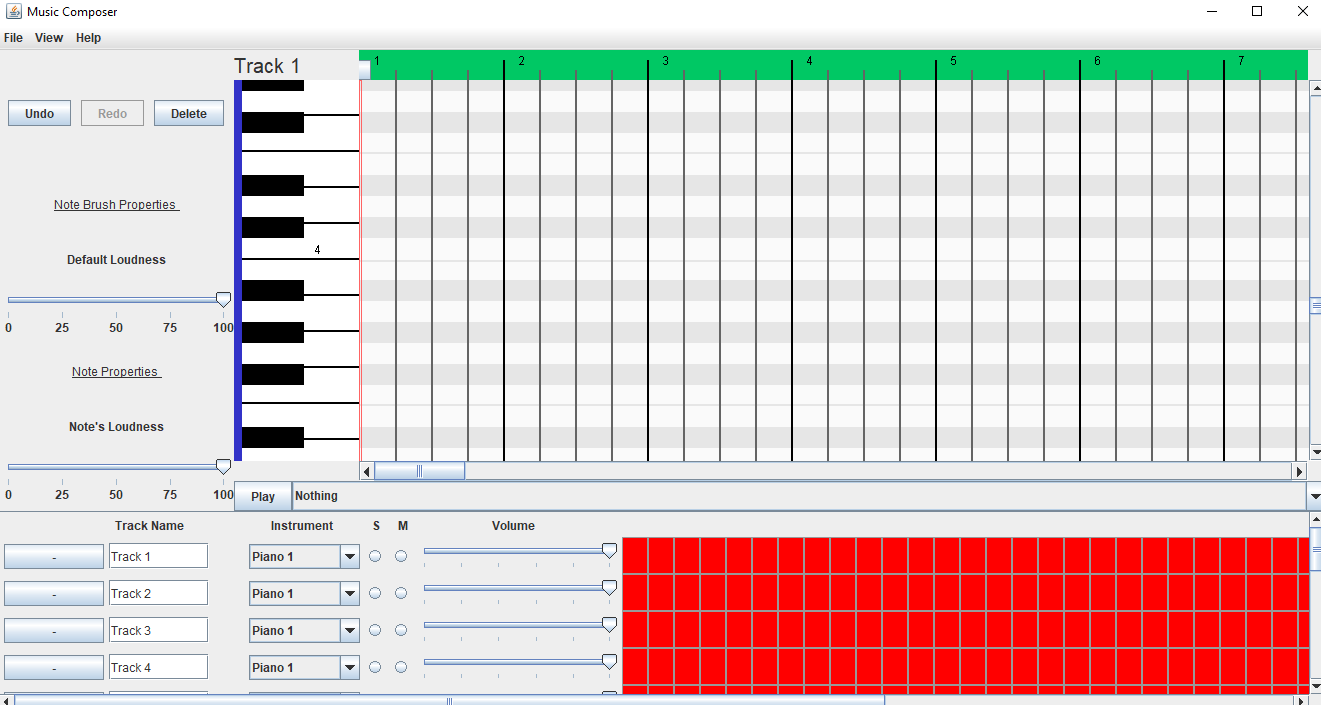 Music Composer
File View Help
Track 1
1 2 3 4 5 6 7
Undo Redo Delete
Note Brush Properties
4
Default Loudness
0 25 50 75 100
Note Properties
Note's Loudness
0 25 50 75 100
Play Nothing
Track Name Instrument S M Volume
- Track 1 Piano 1
- Track 2 Piano 1
- Track 3 Piano 1
- Track 4 Piano 1